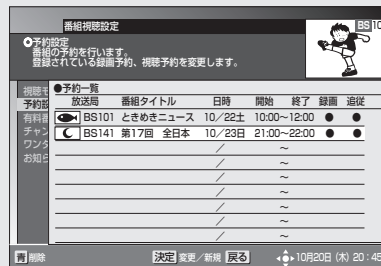 番組視聴設定
BS 10
予約設定
番組の予約を行います。
登録されている録画予約、視聴予約を変更します。
視聴モ
予約設
有料番
チャン
ワンタ
お知ら
●予約一覧
放送局 番組タイトル 日時 開始 終了 録画 追従
BS101 ときめきニュース 10/22土 10:00~12:00 ● ●
BS141 第17回 全日本 10/23日 21:00~22:00 ● ●
/ ~
/ ~
/ ~
/ ~
/ ~
/ ~
青 削除 決定 変更/新規 戻る 10月20日 (木) 20:45